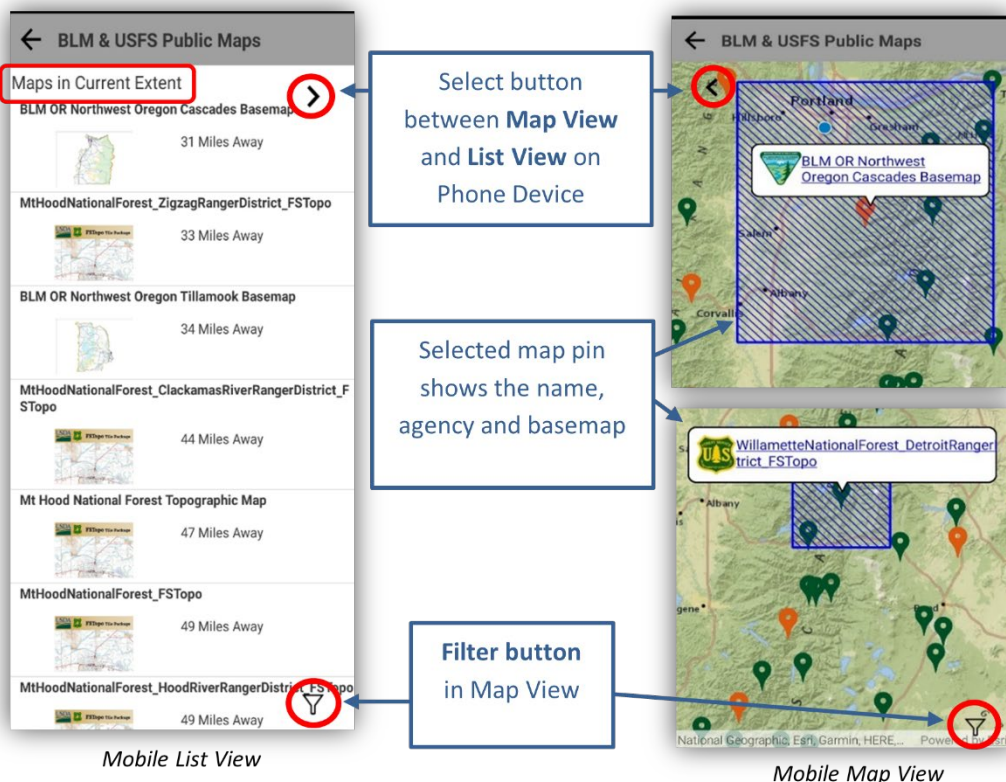 BLM & USFS Public Maps
Maps in Current Extent
BLM OR Northwest Oregon Cascades Basemap
31 Miles Away
MtHoodNationalForest_ZigzagRangerDistrict_FSTopo
33 Miles Away
BLM OR Northwest Oregon Tillamook Basemap
34 Miles Away
MtHoodNationalForest_ClackamasRiverRangerDistrict_F
STopo
44 Miles Away
Mt Hood National Forest Topographic Map
47 Miles Away
MtHoodNationalForest_FSTopo
49 Miles Away
MtHoodNationalForest_HoodRiverRangerDistrict_FSTopo
49 Miles Away
Mobile List View
Select button
between Map View
and List View on
Phone Device
Selected map pin
shows the name,
agency and basemap
Filter button
in Map View
BLM & USFS Public Maps
Portland
Hillsboro
Gresham
BLM OR Northwest
Oregon Cascades Basemap
Salem
Albany
Corvallis
UAS
WillametteNationalForest_DetroitRanger
trict_FSTopo
Albany
gene
National Geographic, Esri, Garmin, HERE,...
Powered by Esri
Mobile Map View